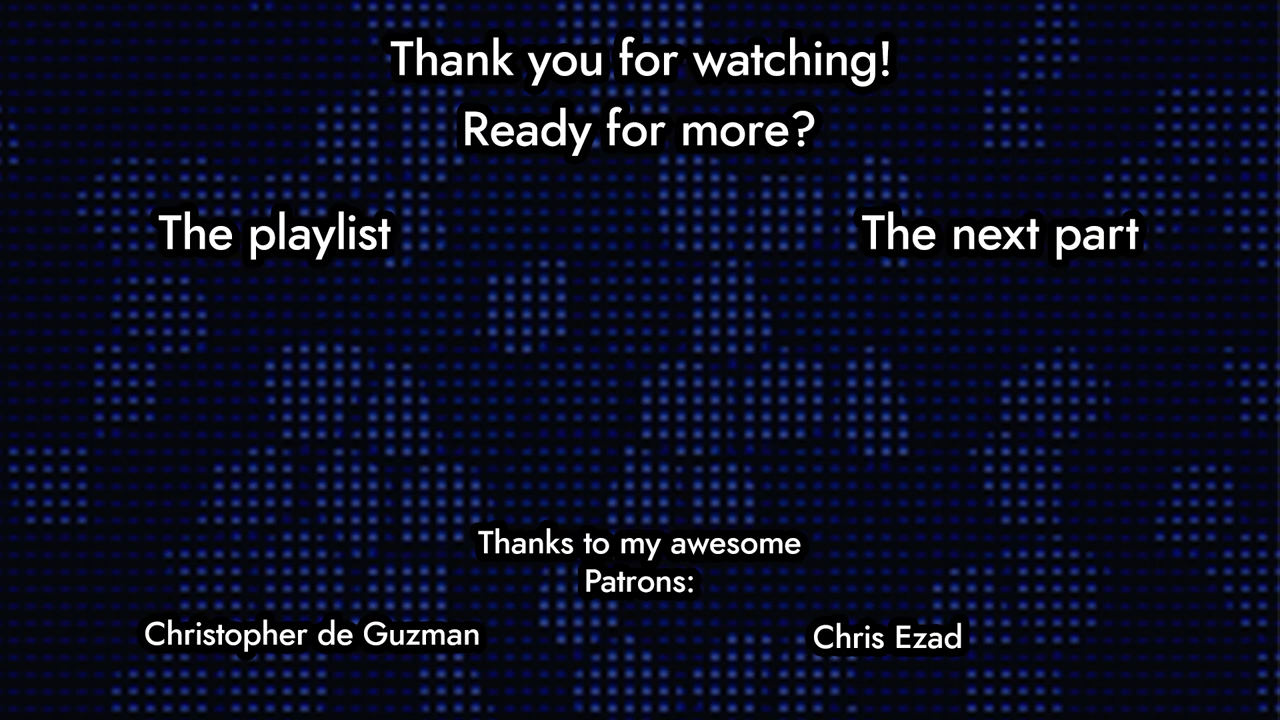 Thank you for watching!
Ready for more?
The playlist
The next part
Thanks to my awesome
Patrons:
Christopher de Guzman
Chris Ezad